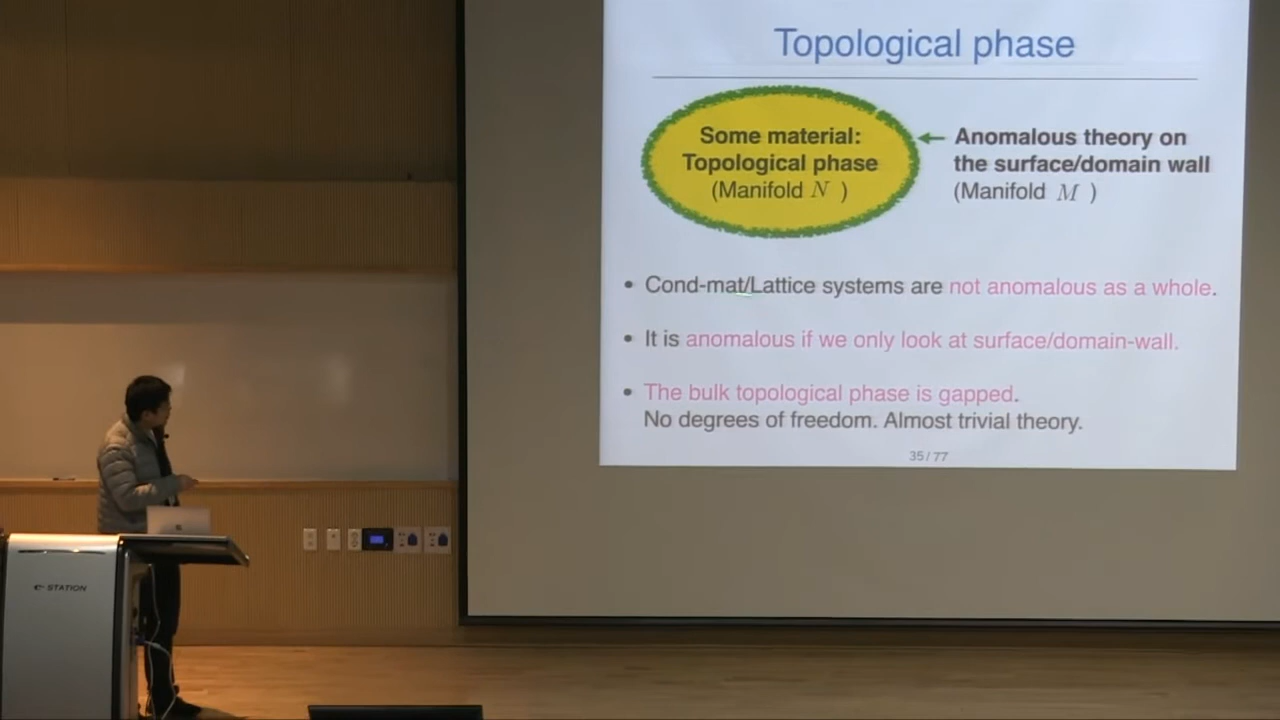 Topological phase
Some material:
Topological phase
(Manifold N )
Anomalous theory on
the surface/domain wall
(Manifold M )
• Cond-mat/Lattice systems are not anomalous as a whole.
• It is anomalous if we only look at surface/domain-wall.
• The bulk topological phase is gapped.
No degrees of freedom. Almost trivial theory.
35 / 77
e-STATION